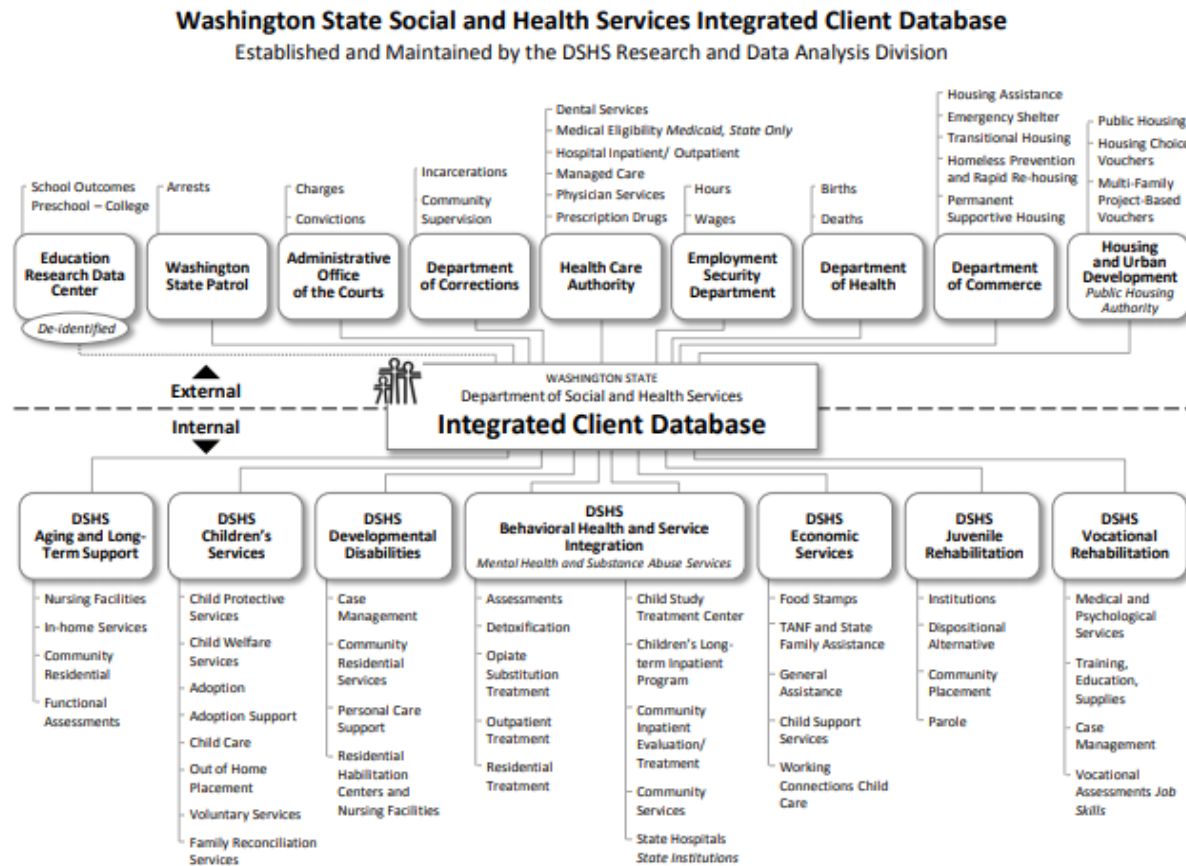 Washington State Social and Health Services Integrated Client Database
Established and Maintained by the DSHS Research and Data Analysis Division
School Outcomes
Preschool – College
Arrests
Charges
Convictions
Incarcerations
Community
Supervision
Dental Services
Medical Eligibility Medicaid, State Only
Hospital Inpatient/ Outpatient
Managed Care
Physician Services
Prescription Drugs
Hours
Wages
Births
Deaths
Housing Assistance
Emergency Shelter
Transitional Housing
Homeless Prevention
and Rapid Re-housing
Permanent
Supportive Housing
Public Housing
Housing Choice
Vouchers
Multi-Family
Project-Based
Vouchers
Education
Research Data
Center
De-identified
Washington
State Patrol
Administrative
Office
of the Courts
Department
of Corrections
Health Care
Authority
Employment
Security
Department
Department
of Health
Department
of Commerce
Housing
and Urban
Development
Public Housing
Authority
External
Internal
WASHINGTON STATE
Department of Social and Health Services
Integrated Client Database
DSHS
Aging and Long-
Term Support
Nursing Facilities
In-home Services
Community
Residential
Functional
Assessments
DSHS
Children's
Services
Child Protective
Services
Child Welfare
Services
Adoption
Adoption Support
Child Care
Out of Home
Placement
Voluntary Services
Family Reconciliation
Services
DSHS
Developmental
Disabilities
Case
Management
Community
Residential
Services
Personal Care
Support
Residential
Habilitation
Centers and
Nursing Facilities
DSHS
Behavioral Health and Service
Integration
Mental Health and Substance Abuse Services
Assessments
Detoxification
Opiate
Substitution
Treatment
Outpatient
Treatment
Residential
Treatment
Child Study
Treatment Center
Children's Long-
term Inpatient
Program
Community
Inpatient
Evaluation/
Treatment
Community
Services
State Hospitals
State Institutions
DSHS
Economic
Services
Food Stamps
TANF and State
Family Assistance
General
Assistance
Child Support
Services
Working
Connections Child
Care
DSHS
Juvenile
Rehabilitation
Institutions
Dispositional
Alternative
Community
Placement
Parole
DSHS
Vocational
Rehabilitation
Medical and
Psychological
Services
Training,
Education,
Supplies
Case
Management
Vocational
Assessments Job
Skills